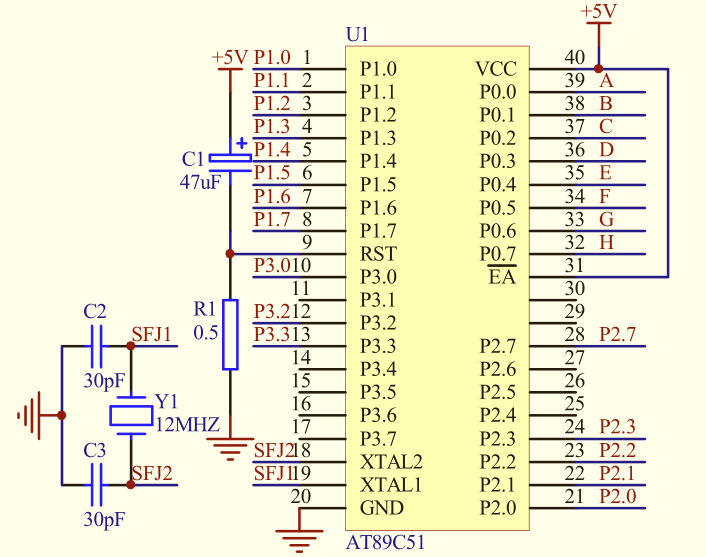 +5V
U1
+5V
P1.0 1 P1.0 VCC 40
P1.1 2 P1.1 P0.0 39 A
P1.2 3 P1.2 P0.1 38 B
P1.3 4 P1.3 P0.2 37 C
C1 + P1.4 5 P1.4 P0.3 36 D
47uF P1.5 6 P1.5 P0.4 35 E
P1.6 7 P1.6 P0.5 34 F
P1.7 8 P1.7 P0.6 33 G
9 RST P0.7 32 H
P3.0 10 P3.0 EA 31
11 P3.1 30
R1 P3.2 12 P3.2 29
0.5 P3.3 13 P3.3 P2.7 28 P2.7
14 P3.4 P2.6 27
15 P3.5 P2.5 26
16 P3.6 P2.4 25
17 P3.7 P2.3 24 P2.3
SFJ2 18 XTAL2 P2.2 23 P2.2
SFJ1 19 XTAL1 P2.1 22 P2.1
20 GND P2.0 21 P2.0
AT89C51
C2
SFJ1
30pF
Y1
12MHZ
C3
SFJ2
30pF